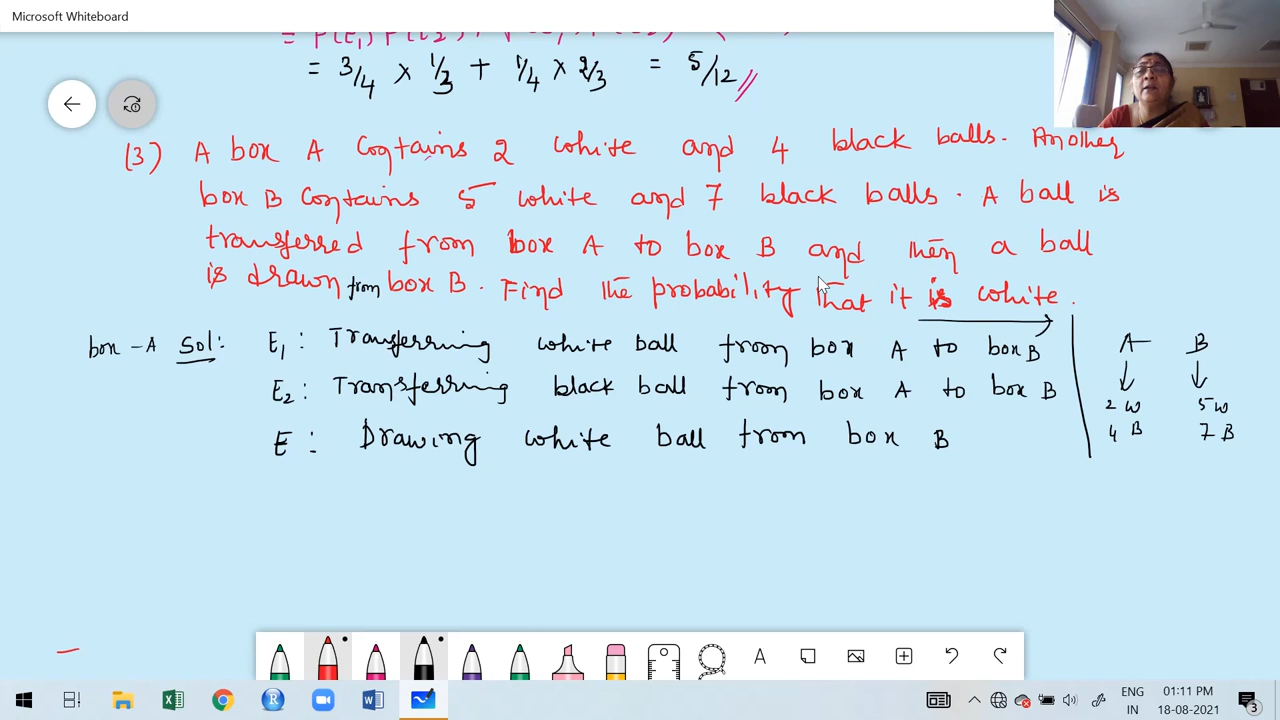 Microsoft Whiteboard
= 3/4 × 1/3 + 1/4 × 2/3 = 5/12
(3) A box A contains 2 white and 4 black balls. Another
box B contains 5 white and 7 black balls. A ball is
transferred from box A to box B and then a ball
is drawn from box B. Find the probability that it is white.
box - A Sol: E1: Transferring white ball from box A to box B
E2: Transferring black ball from box A to box B
E: Drawing white ball from box B
A B
2 W 5 W
4 B 7 B
A
ENG
IN
01:11 PM
18-08-2021
3